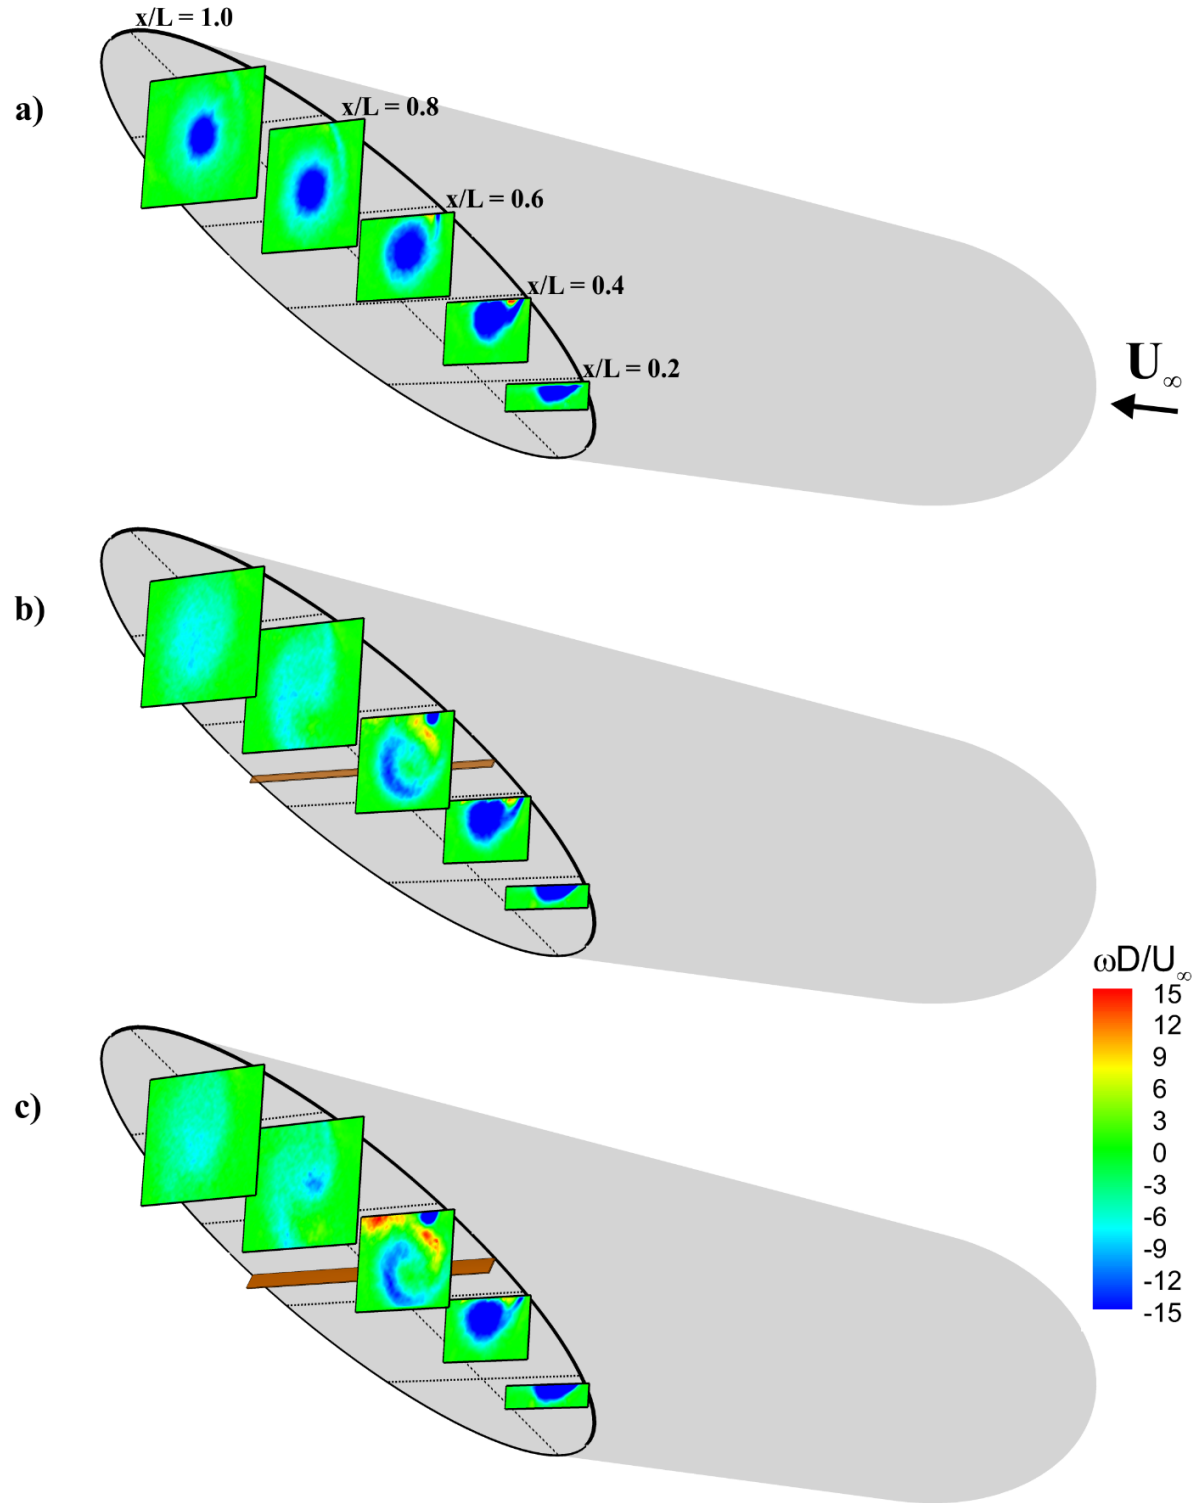 x/L = 1.0
a)
x/L = 0.8
x/L = 0.6
x/L = 0.4
x/L = 0.2
U∞
b)
ωD/U∞
15
12
9
6
3
0
-3
-6
-9
-12
-15
c)